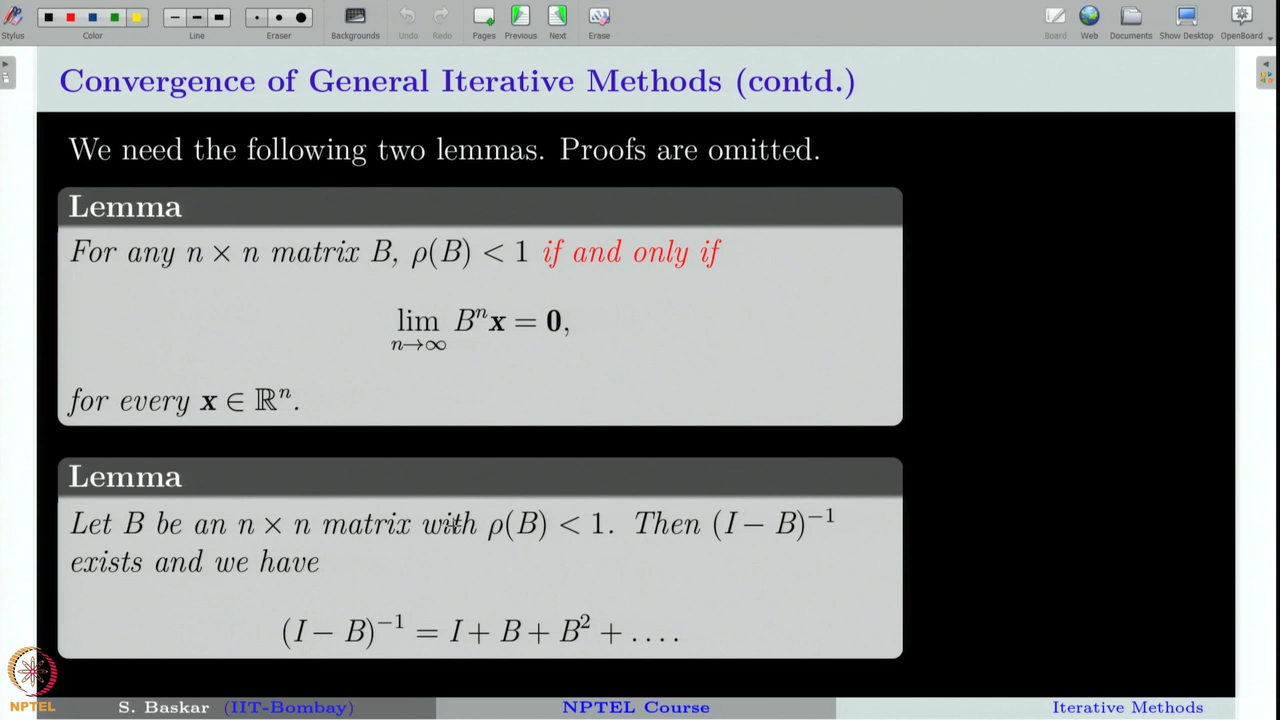 Stylus
Color
Line
Eraser
Backgrounds
Undo
Redo
Pages
Previous
Next
Erase
Board
Web
Documents
Show Desktop
OpenBoard
Convergence of General Iterative Methods (contd.)
We need the following two lemmas. Proofs are omitted.
Lemma
For any n × n matrix B, ρ(B) < 1 if and only if
lim B^n x = 0,
n→∞
for every x ∈ ℝ^n.
Lemma
Let B be an n × n matrix with ρ(B) < 1. Then (I − B)^−1
exists and we have
(I − B)^−1 = I + B + B^2 + ....
NPTEL
S. Baskar (IIT-Bombay)
NPTEL Course
Iterative Methods